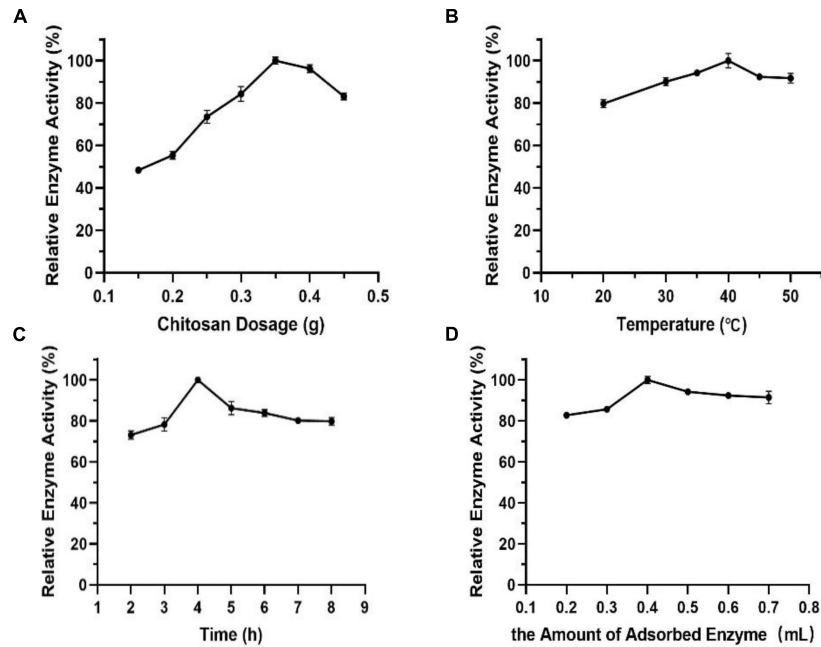 A
Relative Enzyme Activity (%)
100
80
60
40
20
0
0.1 0.2 0.3 0.4 0.5
Chitosan Dosage (g)
B
Relative Enzyme Activity (%)
100
80
60
40
20
0
10 20 30 40 50
Temperature (℃)
C
Relative Enzyme Activity (%)
100
80
60
40
20
0
1 2 3 4 5 6 7 8 9
Time (h)
D
Relative Enzyme Activity (%)
100
80
60
40
20
0
0.1 0.2 0.3 0.4 0.5 0.6 0.7 0.8
the Amount of Adsorbed Enzyme (mL)